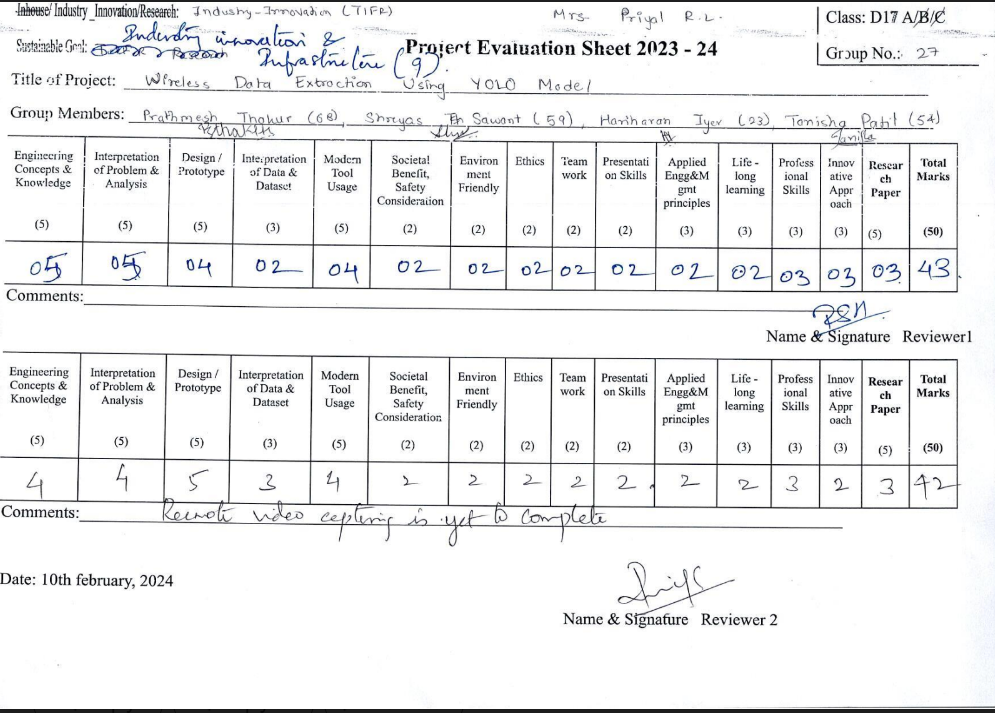 Inhouse/ Industry_Innovation/Research: Industry-Innovation (TIFR) Mrs Priyal R.L. Class: D17 A/B/C
Sustainable Goal: Industry innovation & Infrastructure (9). Project Evaluation Sheet 2023 - 24 Group No.: 27
Title of Project: Wireless Data Extraction Using YOLO Model
Group Members: Prathmesh Thakur (68), Shreyas Sawant (59), Hariharan Iyer (23), Tanisha Patil (54)
Engineering Concepts & Knowledge (5) Interpretation of Problem & Analysis (5) Design / Prototype (5) Interpretation of Data & Dataset (3) Modern Tool Usage (5) Societal Benefit, Safety Consideration (2) Environ ment Friendly (2) Ethics (2) Team work (2) Presentati on Skills (2) Applied Engg&M gmt principles (3) Life - long learning (3) Profess ional Skills (3) Innov ative Appr oach (3) Resear ch Paper (5) Total Marks (50)
05 05 04 02 04 02 02 02 02 02 02 02 03 03 03 43
Comments:
Name & Signature Reviewer1
Engineering Concepts & Knowledge (5) Interpretation of Problem & Analysis (5) Design / Prototype (5) Interpretation of Data & Dataset (3) Modern Tool Usage (5) Societal Benefit, Safety Consideration (2) Environ ment Friendly (2) Ethics (2) Team work (2) Presentati on Skills (2) Applied Engg&M gmt principles (3) Life - long learning (3) Profess ional Skills (3) Innov ative Appr oach (3) Resear ch Paper (5) Total Marks (50)
4 4 5 3 4 2 2 2 2 2 2 2 3 2 3 42
Comments: Remote video capturing is yet to complete
Date: 10th february, 2024
Name & Signature Reviewer 2